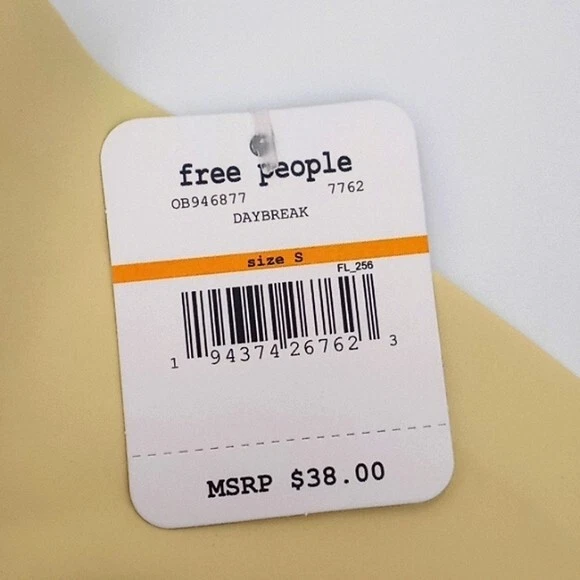 free people
OB946877 7762
DAYBREAK
size S
FL_256
1 94374 26762 3
MSRP $38.00